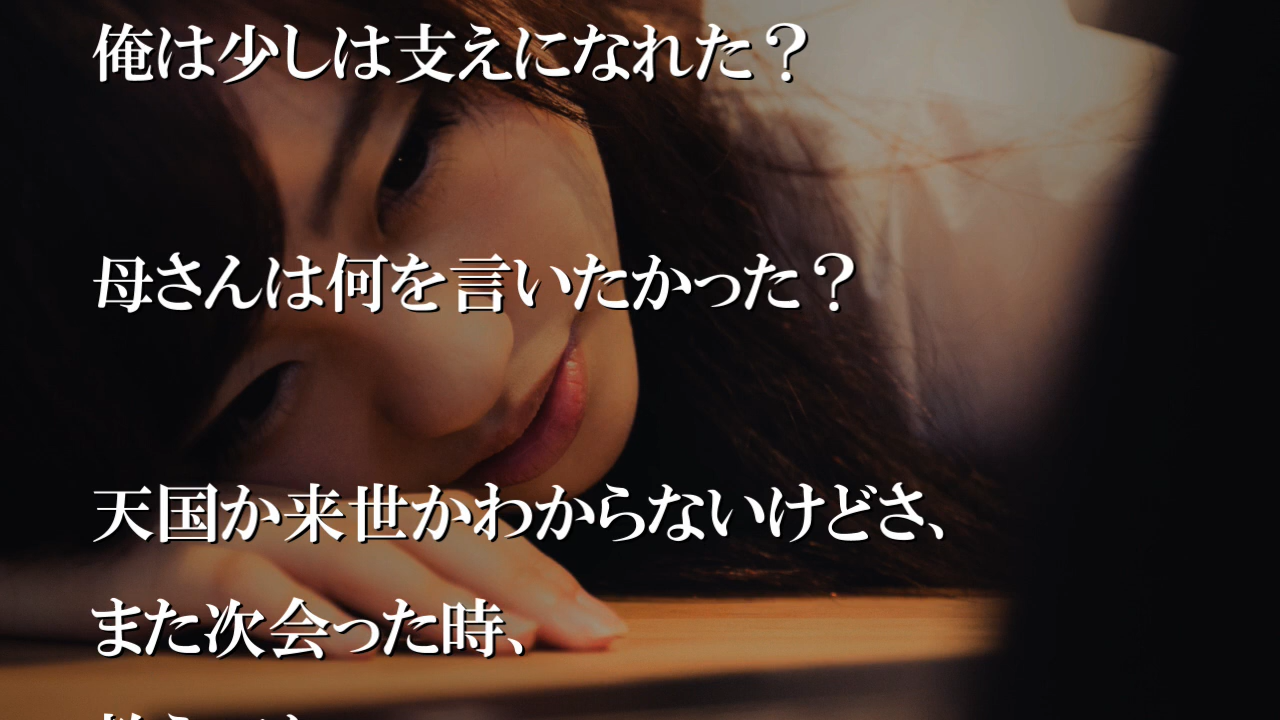 俺は少しは支えになれた？
母さんは何を言いたかった？
天国か来世かわからないけどさ、
また次会った時、